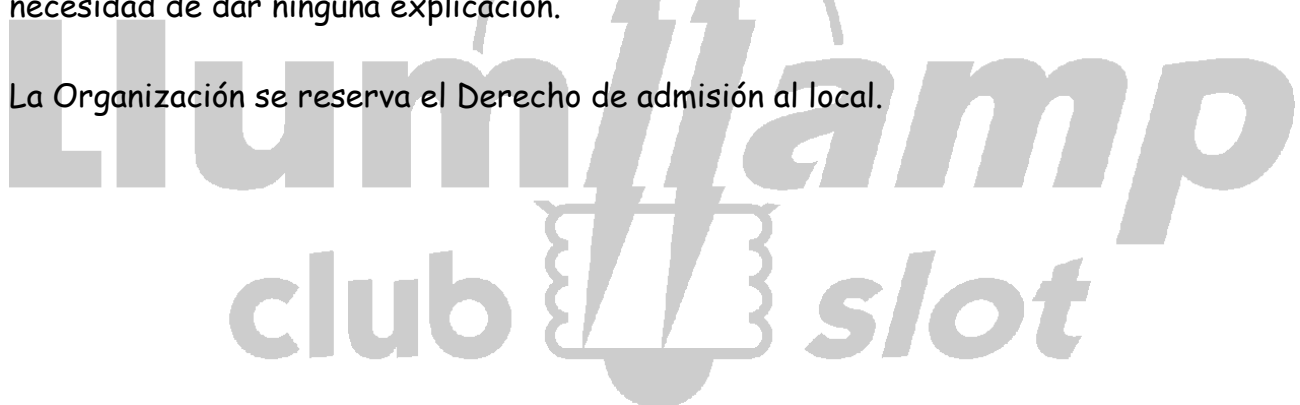 necesidad de dar ninguna explicación.
La Organización se reserva el Derecho de admisión al local.
Llumllamp
club slot